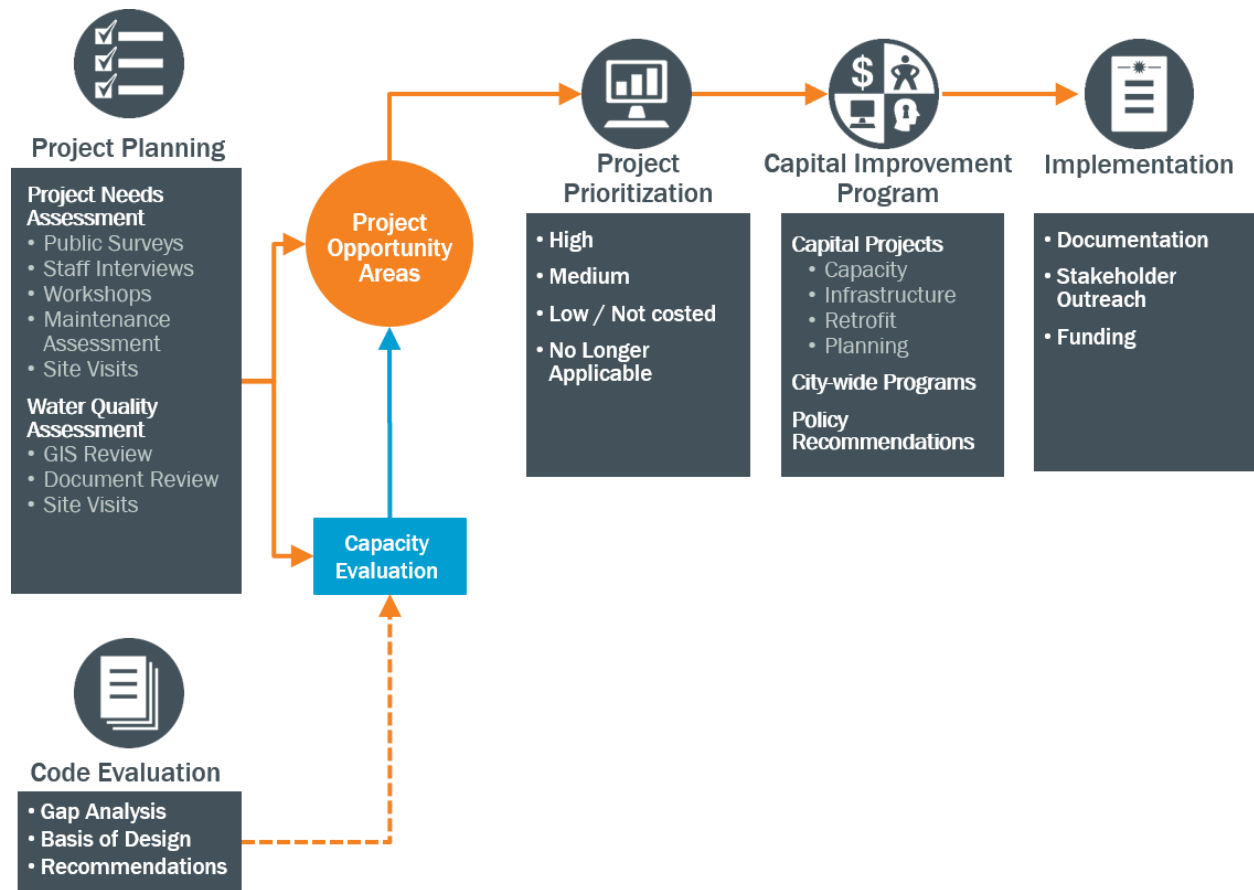 Project Planning
Project Needs
Assessment
• Public Surveys
• Staff Interviews
• Workshops
• Maintenance
Assessment
• Site Visits
Water Quality
Assessment
• GIS Review
• Document Review
• Site Visits
Code Evaluation
• Gap Analysis
• Basis of Design
• Recommendations
Project
Opportunity
Areas
Capacity
Evaluation
Project
Prioritization
• High
• Medium
• Low / Not costed
• No Longer
Applicable
$
Capital Improvement
Program
Capital Projects
• Capacity
• Infrastructure
• Retrofit
• Planning
City-wide Programs
Policy
Recommendations
Implementation
• Documentation
• Stakeholder
Outreach
• Funding